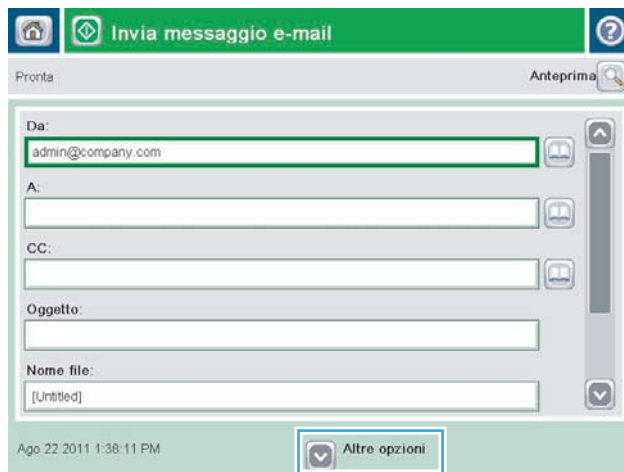 Invia messaggio e-mail
Pronta
Anteprima
Da:
admin@company.com
A:
CC:
Oggetto:
Nome file:
[Untitled]
Ago 22 2011 1:38:11 PM
Altre opzioni